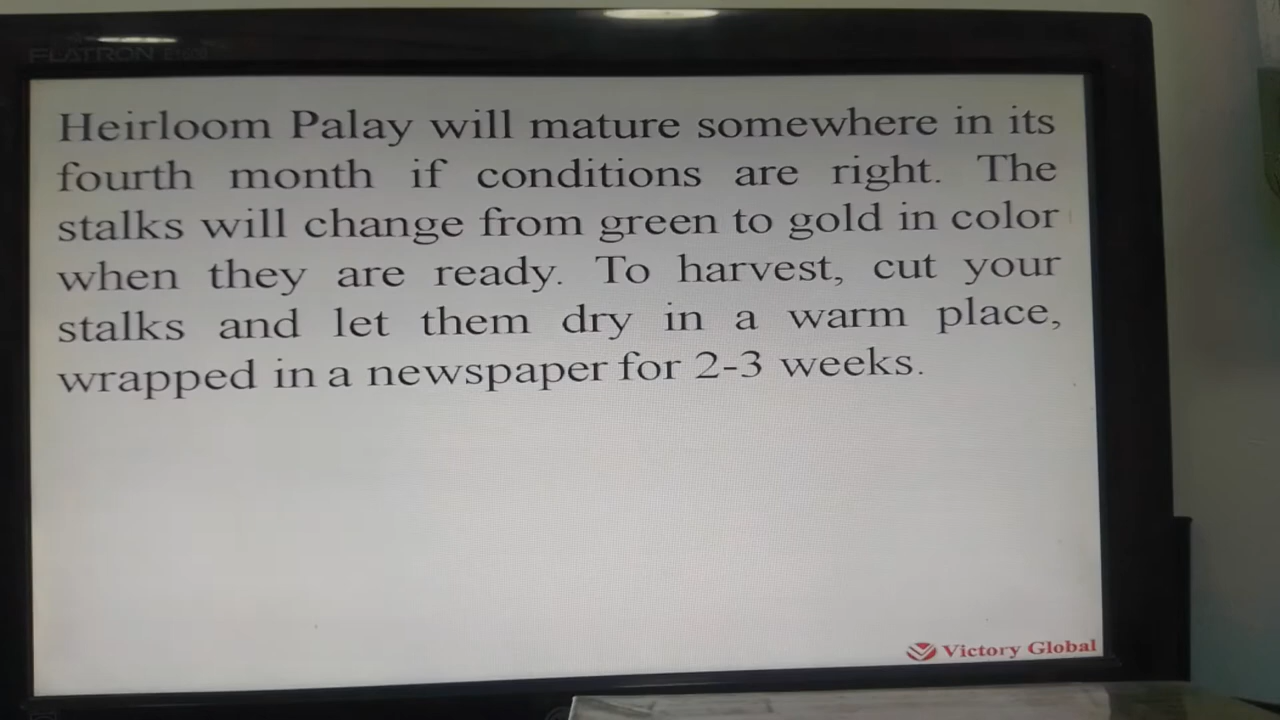 FLATRON
Heirloom Palay will mature somewhere in its
fourth month if conditions are right. The
stalks will change from green to gold in color
when they are ready. To harvest, cut your
stalks and let them dry in a warm place,
wrapped in a newspaper for 2-3 weeks.
Victory Global